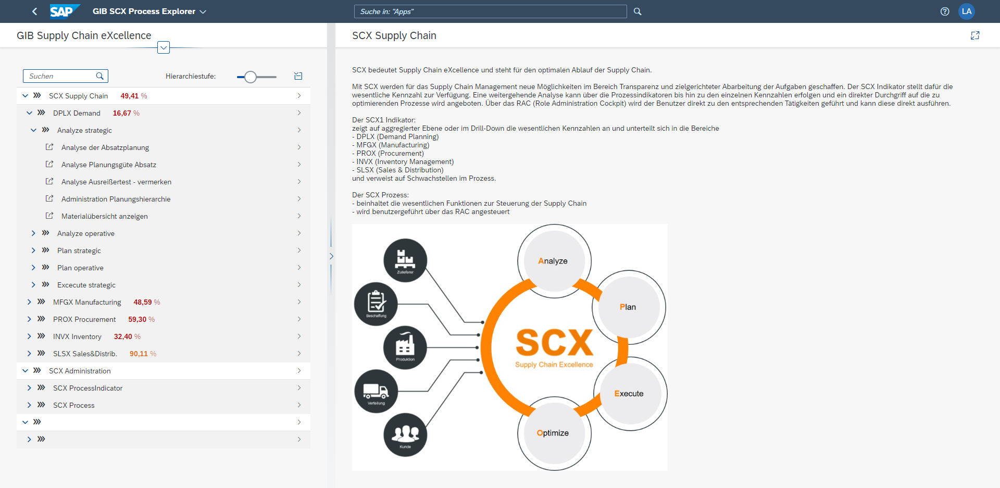 SAP GIB SCX Process Explorer
Suche in: "Apps"
LA
GIB Supply Chain eXcellence
Suchen
Hierarchiestufe:
SCX Supply Chain 49,41 %
DPLX Demand 16,67 %
Analyze strategic
Analyse der Absatzplanung
Analyse Planungsgüte Absatz
Analyse Ausreißertest - vermerken
Administration Planungshierarchie
Materialübersicht anzeigen
Analyze operative
Plan strategic
Plan operative
Excecute strategic
MFGX Manufacturing 48,59 %
PROX Procurement 59,30 %
INVX Inventory 32,40 %
SLSX Sales&Distrib. 90,11 %
SCX Administration
SCX ProcessIndicator
SCX Process
SCX Supply Chain
SCX bedeutet Supply Chain eXcellence und steht für den optimalen Ablauf der Supply Chain.
Mit SCX werden für das Supply Chain Management neue Möglichkeiten im Bereich Transparenz und zielgerichteter Abarbeitung der Aufgaben geschaffen. Der SCX Indikator stellt dafür die
wesentliche Kennzahl zur Verfügung. Eine weitergehende Analyse kann über die Prozessindikatoren bis hin zu den einzelnen Kennzahlen erfolgen und ein direkter Durchgriff auf die zu
optimierenden Prozesse wird angeboten. Über das RAC (Role Administration Cockpit) wird der Benutzer direkt zu den entsprechenden Tätigkeiten geführt und kann diese direkt ausführen.
Der SCX1 Indikator:
zeigt auf aggregierter Ebene oder im Drill-Down die wesentlichen Kennzahlen an und unterteilt sich in die Bereiche
- DPLX (Demand Planning)
- MFGX (Manufacturing)
- PROX (Procurement)
- INVX (Inventory Management)
- SLSX (Sales & Distribution)
und verweist auf Schwachstellen im Prozess.
Der SCX Prozess:
- beinhaltet die wesentlichen Funktionen zur Steuerung der Supply Chain
- wird benutzergeführt über das RAC angesteuert
Zulieferer
Beschaffung
Produktion
Verteilung
Kunde
SCX
Supply Chain Excellence
Analyze
Plan
Execute
Optimize